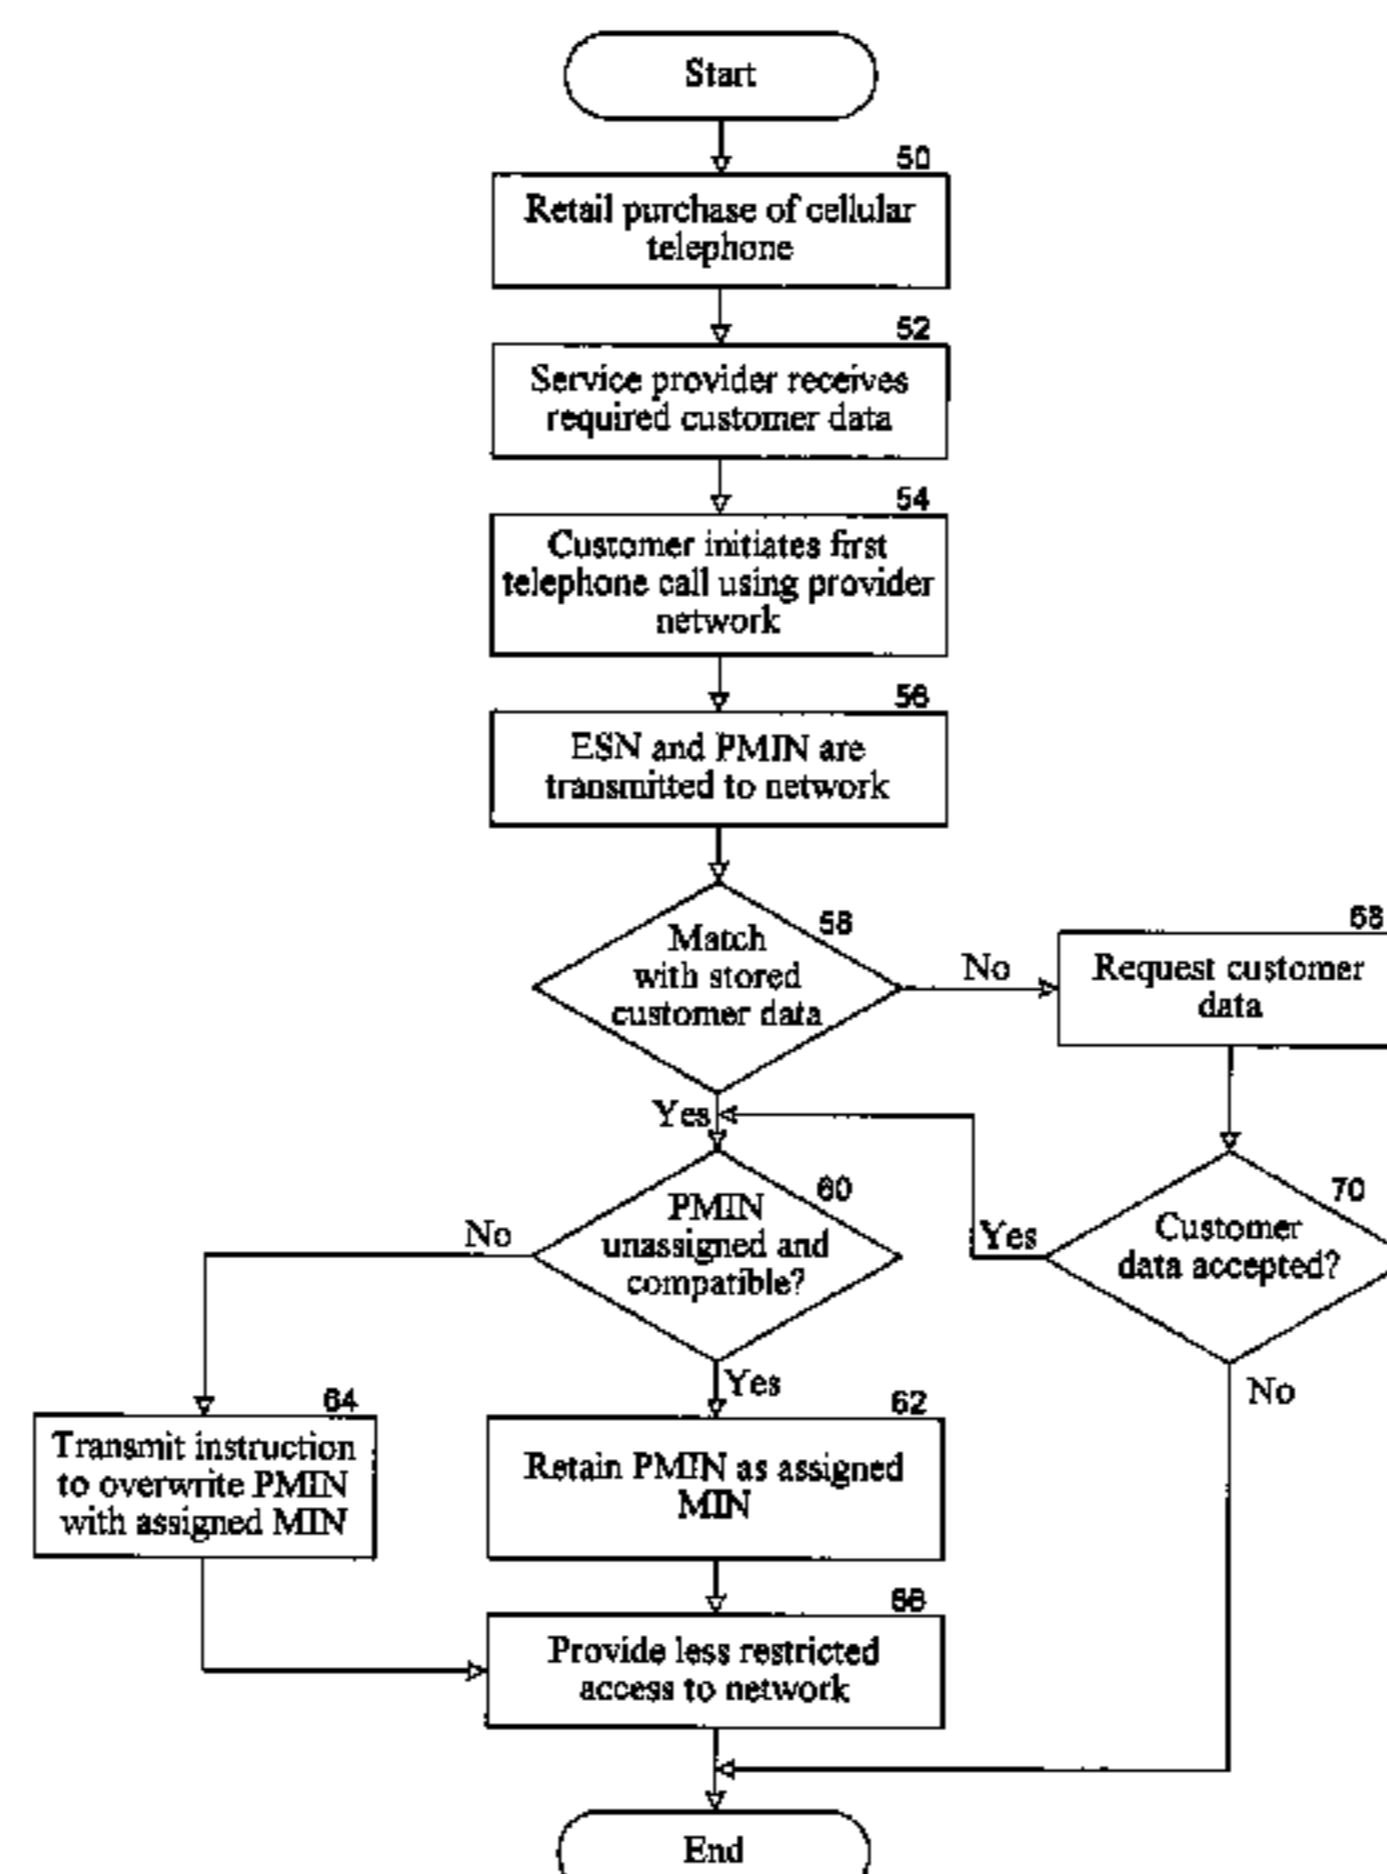 Start
50
Retail purchase of cellular
telephone
52
Service provider receives
required customer data
54
Customer initiates first
telephone call using provider
network
56
ESN and PMIN are
transmitted to network
58
Match
with stored
customer data
No
68
Request customer
data
Yes
60
PMIN
unassigned and
compatible?
No
70
Customer
data accepted?
Yes
No
Yes
64
Transmit instruction
to overwrite PMIN
with assigned MIN
62
Retain PMIN as assigned
MIN
66
Provide less restricted
access to network
End